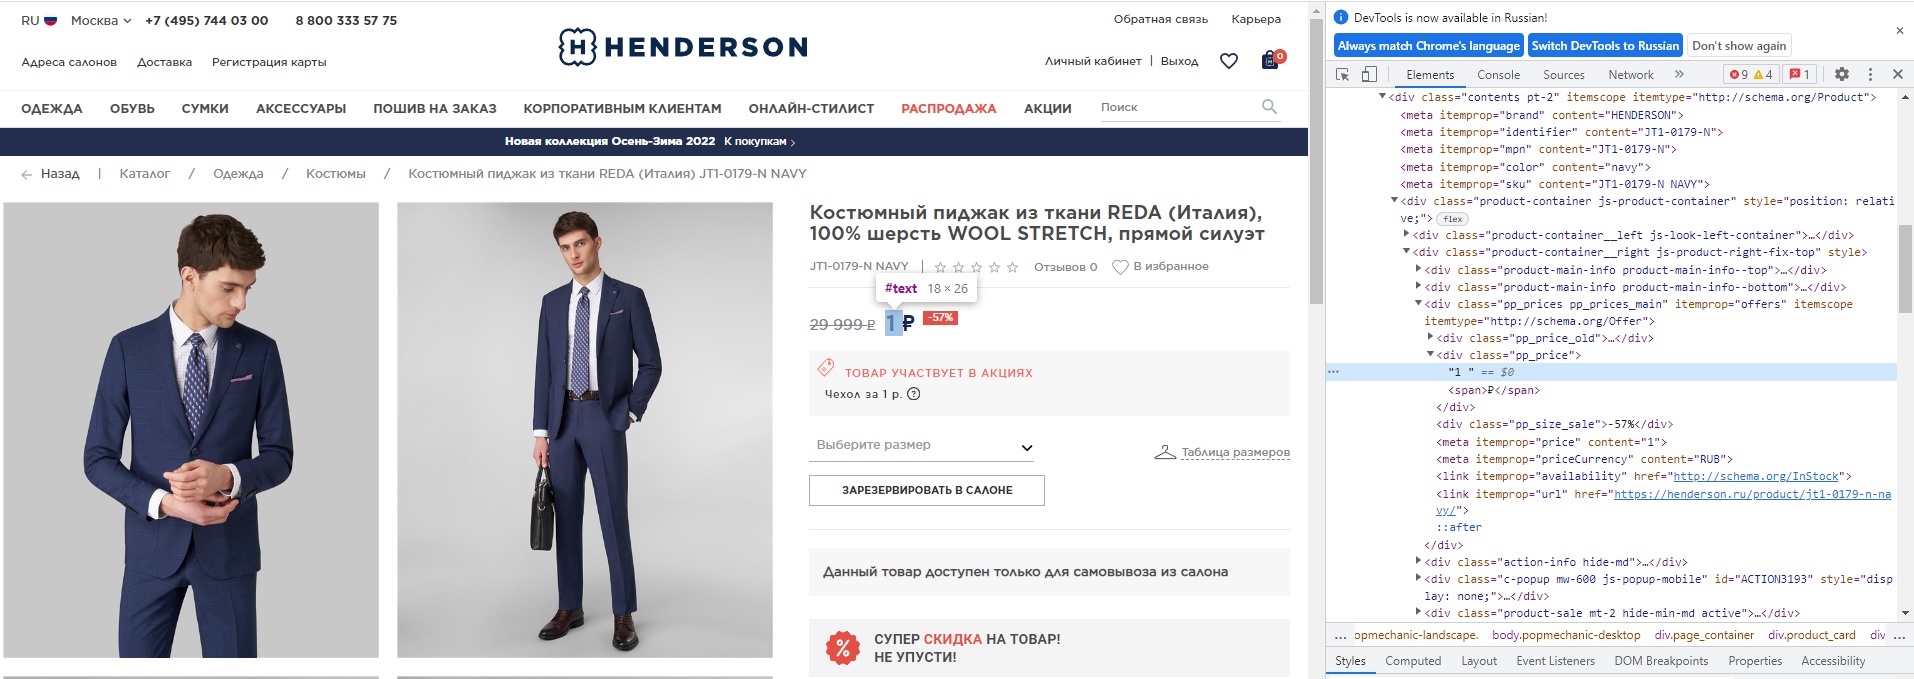 RU Москва +7 (495) 744 03 00 8 800 333 57 75
Обратная связь Карьера
HENDERSON
Адреса салонов Доставка Регистрация карты
Личный кабинет | Выход 0
ОДЕЖДА ОБУВЬ СУМКИ АКСЕССУАРЫ ПОШИВ НА ЗАКАЗ КОРПОРАТИВНЫМ КЛИЕНТАМ ОНЛАЙН-СТИЛИСТ РАСПРОДАЖА АКЦИИ Поиск
Новая коллекция Осень-Зима 2022 К покупкам >
← Назад | Каталог / Одежда / Костюмы / Костюмный пиджак из ткани REDA (Италия) JT1-0179-N NAVY
Костюмный пиджак из ткани REDA (Италия),
100% шерсть WOOL STRETCH, прямой силуэт
JT1-0179-N NAVY | Отзывов 0 В избранное
#text 18 × 26
29 999 ₽ 1 ₽ -57%
ТОВАР УЧАСТВУЕТ В АКЦИЯХ
Чехол за 1 р. ?
Выберите размер
Таблица размеров
ЗАРЕЗЕРВИРОВАТЬ В САЛОНЕ
Данный товар доступен только для самовывоза из салона
% СУПЕР СКИДКА НА ТОВАР!
НЕ УПУСТИ!
DevTools is now available in Russian!
Always match Chrome's language Switch DevTools to Russian Don't show again
Elements Console Sources Network » 9 4 1
<div class="contents pt-2" itemscope itemtype="http://schema.org/Product">
<meta itemprop="brand" content="HENDERSON">
<meta itemprop="identifier" content="JT1-0179-N">
<meta itemprop="mpn" content="JT1-0179-N">
<meta itemprop="color" content="navy">
<meta itemprop="sku" content="JT1-0179-N NAVY">
<div class="product-container js-product-container" style="position: relati
ve;"> flex
<div class="product-container__left js-look-left-container">…</div>
<div class="product-container__right js-product-right-fix-top" style>
<div class="product-main-info product-main-info--top">…</div>
<div class="product-main-info product-main-info--bottom">…</div>
<div class="pp_prices pp_prices_main" itemprop="offers" itemscope
itemtype="http://schema.org/Offer">
<div class="pp_price_old">…</div>
<div class="pp_price">
"1 " == $0
<span>₽</span>
</div>
<div class="pp_size_sale">-57%</div>
<meta itemprop="price" content="1">
<meta itemprop="priceCurrency" content="RUB">
<link itemprop="availability" href="http://schema.org/InStock">
<link itemprop="url" href="https://henderson.ru/product/jt1-0179-n-na
vy/">
::after
</div>
<div class="action-info hide-md">…</div>
<div class="c-popup mw-600 js-popup-mobile" id="ACTION3193" style="disp
lay: none;">…</div>
<div class="product-sale mt-2 hide-min-md active">…</div>
... opmechanic-landscape. body.popmechanic-desktop div.page_container div.product_card div ...
Styles Computed Layout Event Listeners DOM Breakpoints Properties Accessibility